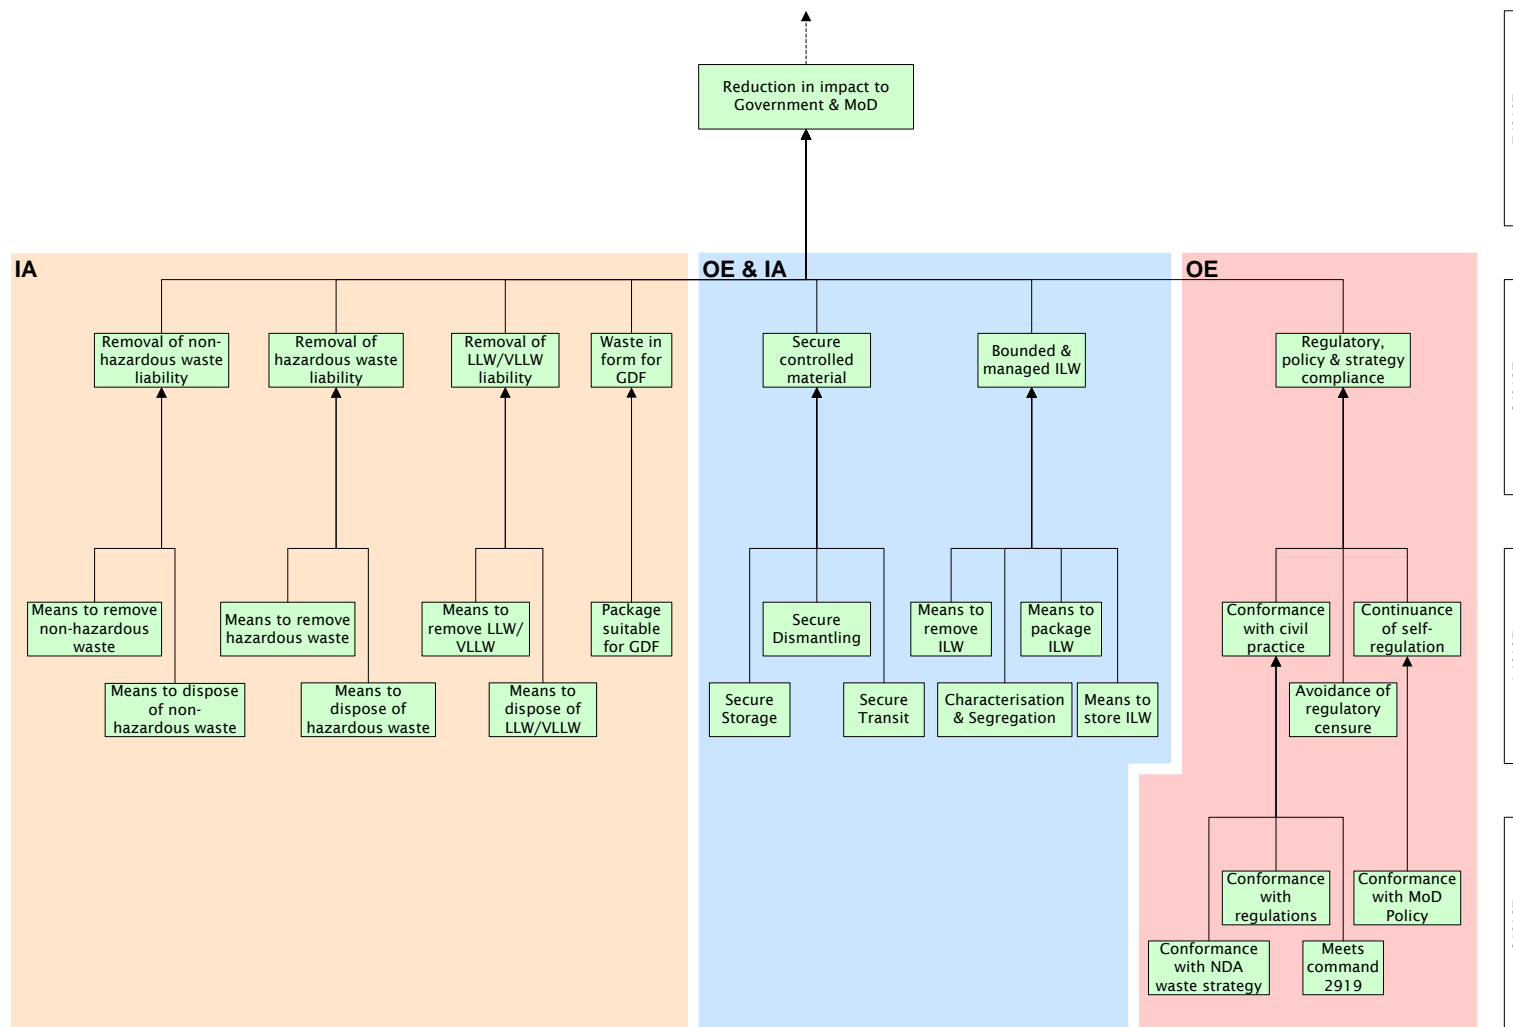 Reduction in impact to
Government & MoD
IA
OE & IA
OE
Removal of non-
hazardous waste
liability
Removal of
hazardous waste
liability
Removal of
LLW/VLLW
liability
Waste in
form for
GDF
Secure
controlled
material
Bounded &
managed ILW
Regulatory,
policy & strategy
compliance
Means to remove
non-hazardous
waste
Means to remove
hazardous waste
Means to
remove LLW/
VLLW
Package
suitable
for GDF
Secure
Dismantling
Means to
remove
ILW
Means to
package
ILW
Conformance
with civil
practice
Continuance
of self-
regulation
Means to dispose
of non-
hazardous waste
Means to
dispose of
hazardous waste
Means to
dispose of
LLW/VLLW
Secure
Storage
Secure
Transit
Characterisation
& Segregation
Means to
store ILW
Avoidance of
regulatory
censure
Conformance
with
regulations
Conformance
with MoD
Policy
Conformance
with NDA
waste strategy
Meets
command
2919